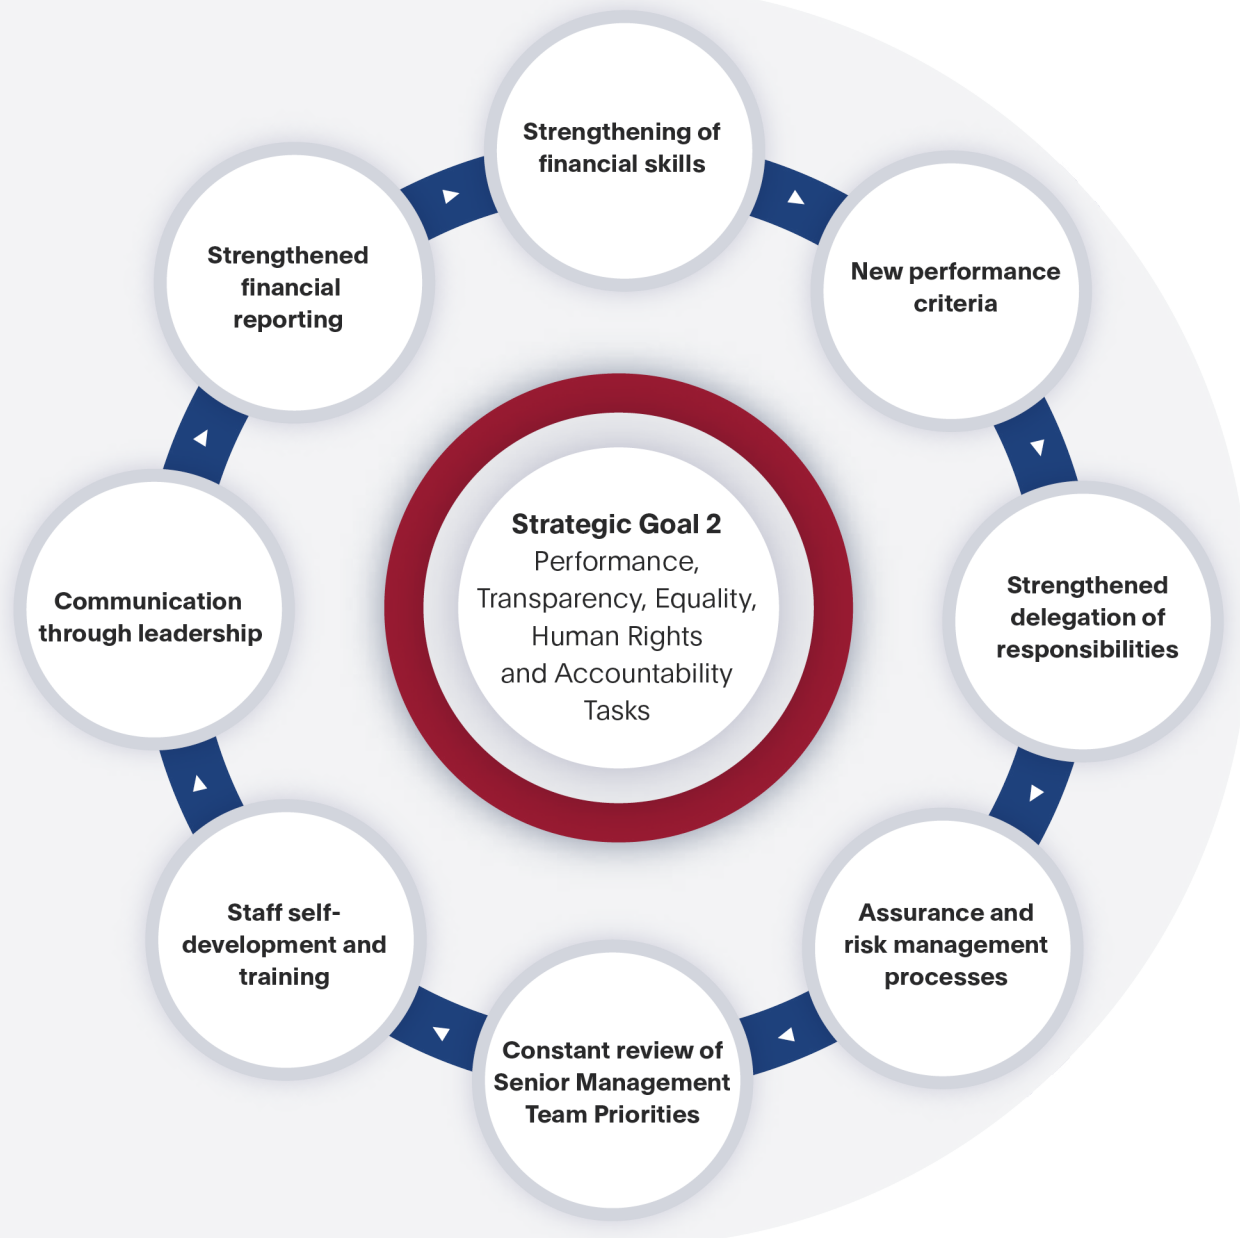 Strengthening of
financial skills
New performance
criteria
Strengthened
delegation of
responsibilities
Assurance and
risk management
processes
Constant review of
Senior Management
Team Priorities
Staff self-
development and
training
Communication
through leadership
Strengthened
financial
reporting
Strategic Goal 2
Performance,
Transparency, Equality,
Human Rights
and Accountability
Tasks